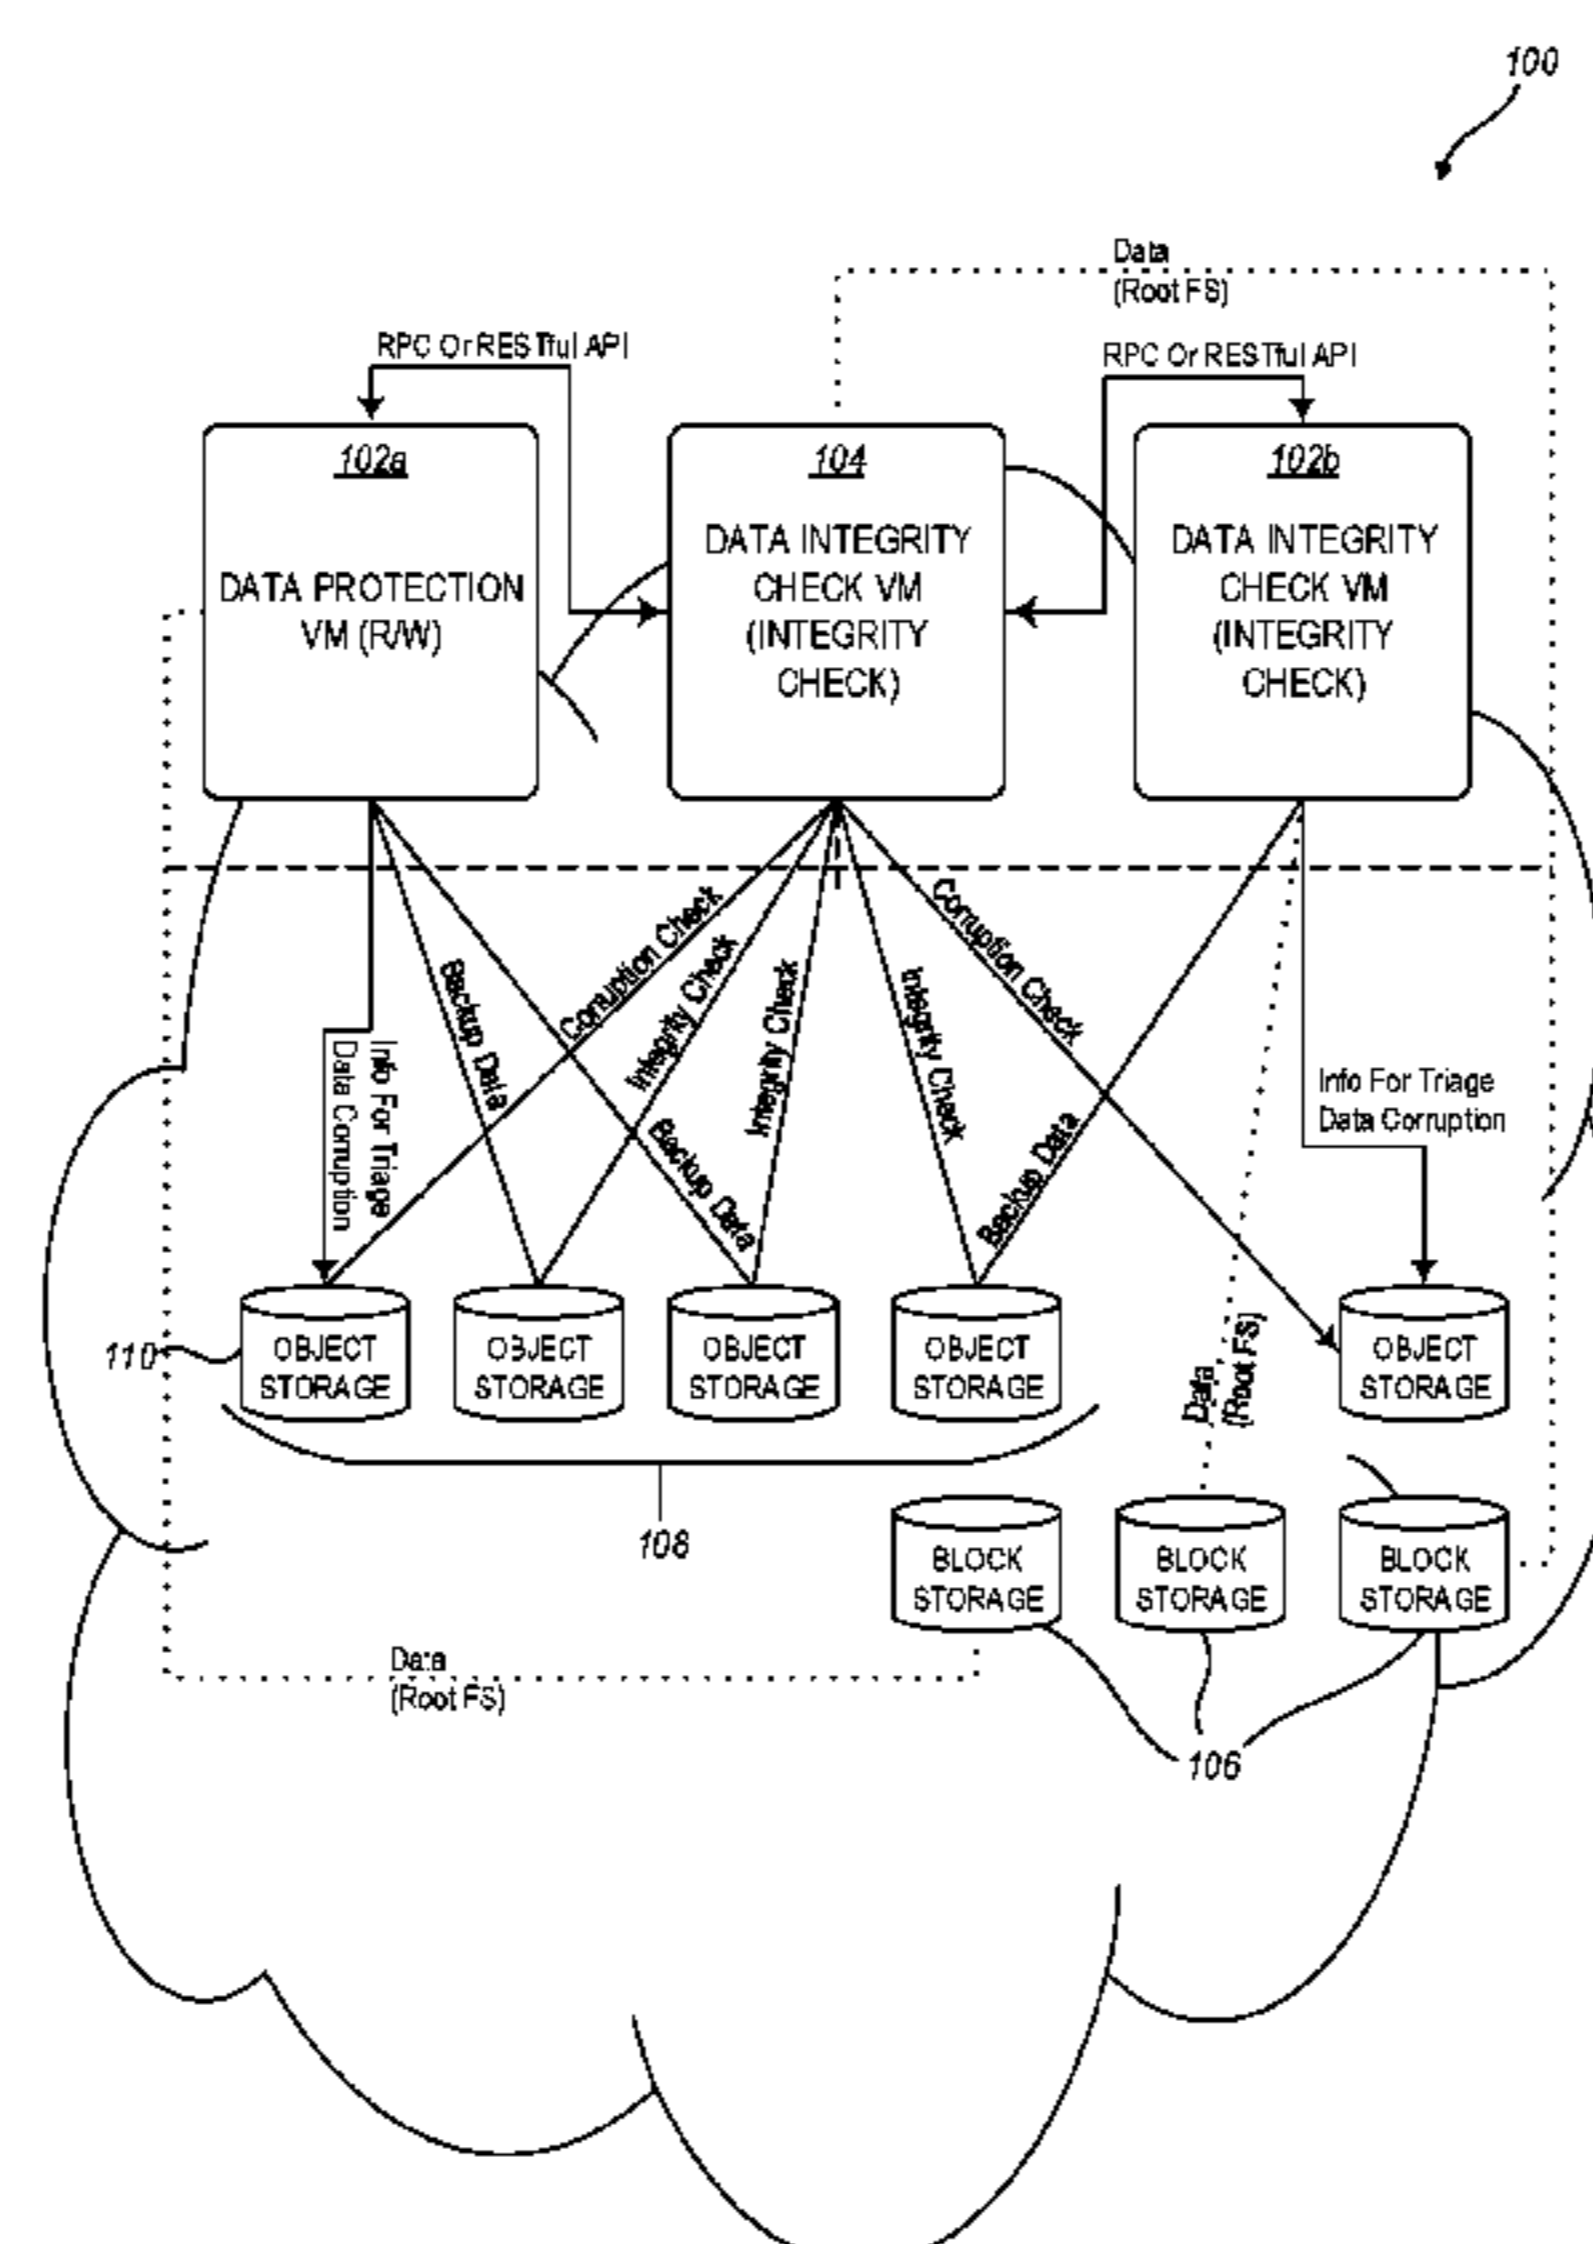 100
Data
(Root FS)
RPC Or RESTful API
RPC Or RESTful API
102a
DATA PROTECTION
VM (R/W)
104
DATA INTEGRITY
CHECK VM
(INTEGRITY
CHECK)
102b
DATA INTEGRITY
CHECK VM
(INTEGRITY
CHECK)
Info For Triage
Data Corruption
Backup Data
Corruption Check
Integrity Check
Backup Data
Integrity Check
Integrity Check
Corruption Check
Backup Data
Info For Triage
Data Corruption
Data
(Root FS)
110
OBJECT
STORAGE
OBJECT
STORAGE
OBJECT
STORAGE
OBJECT
STORAGE
OBJECT
STORAGE
108
BLOCK
STORAGE
BLOCK
STORAGE
BLOCK
STORAGE
Data
(Root FS)
106